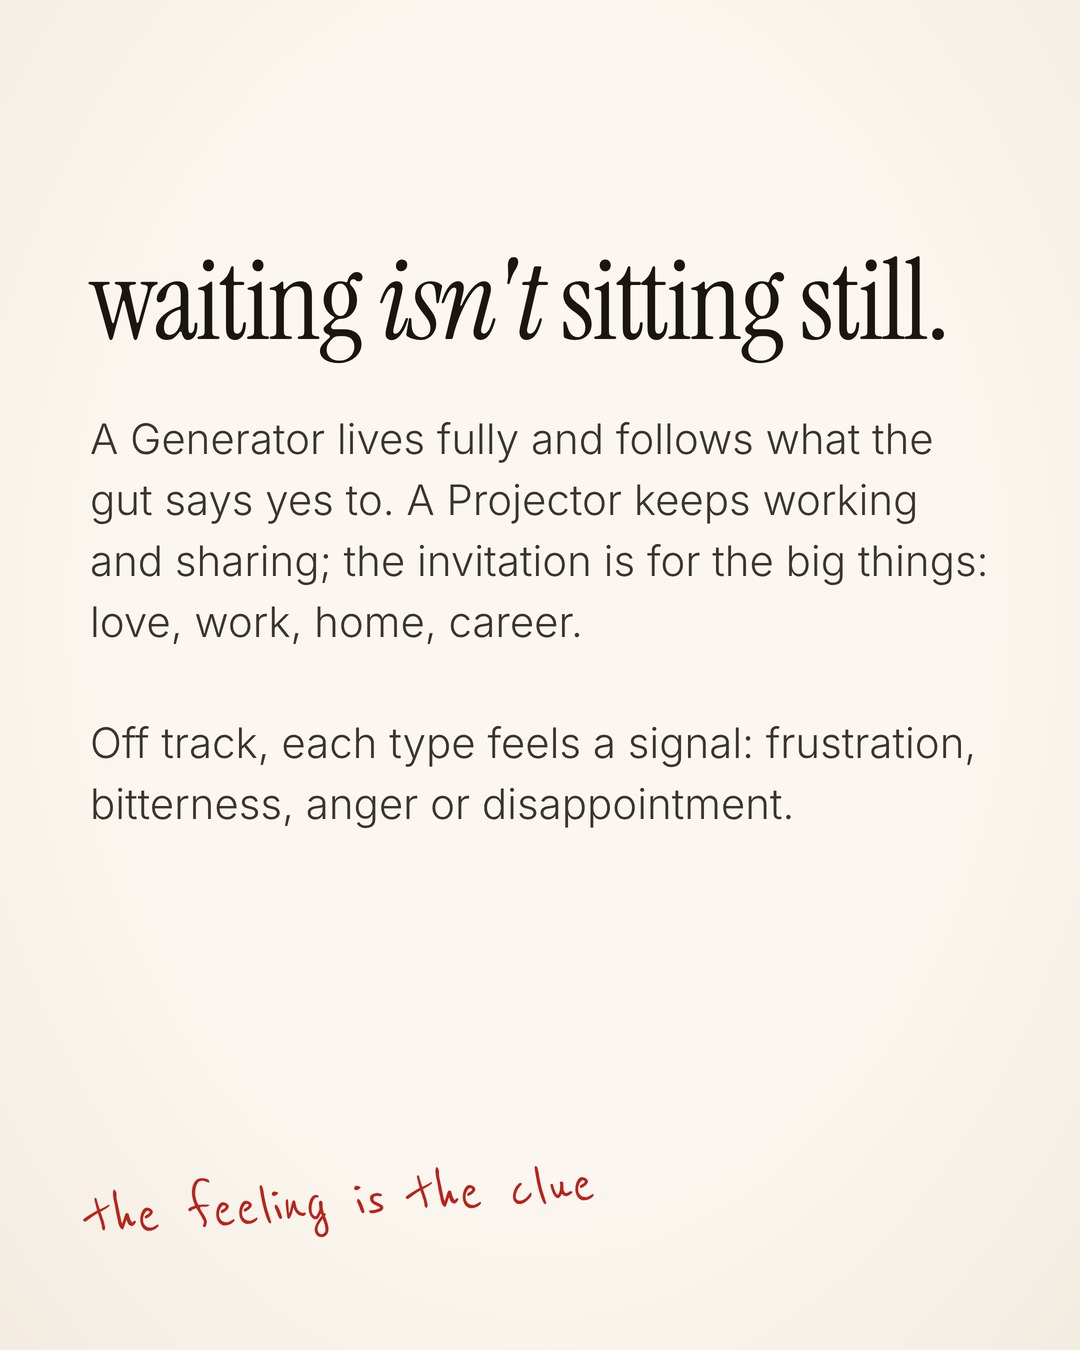 waiting isn't sitting still.
A Generator lives fully and follows what the
gut says yes to. A Projector keeps working
and sharing; the invitation is for the big things:
love, work, home, career.
Off track, each type feels a signal: frustration,
bitterness, anger or disappointment.
the feeling is the clue